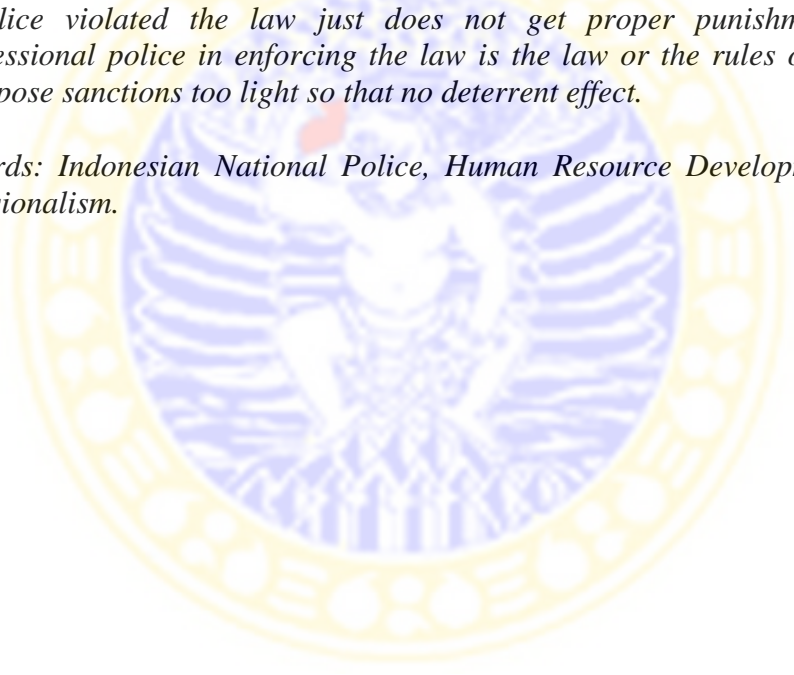 lice violated the law just does not get proper punishm
essional police in enforcing the law is the law or the rules o
pose sanctions too light so that no deterrent effect.
rds: Indonesian National Police, Human Resource Develop
ionalism.